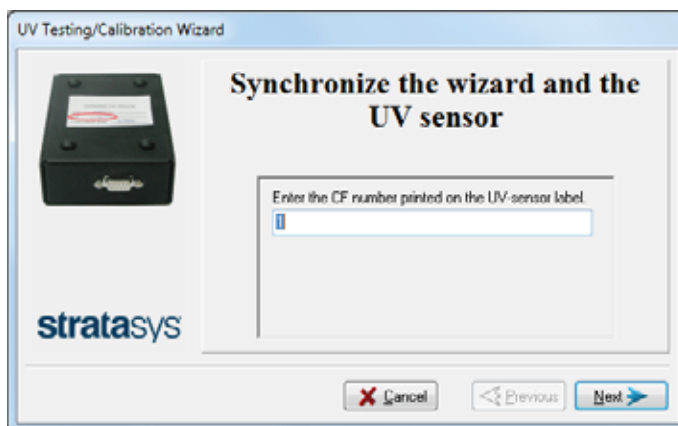 UV Testing/Calibration Wizard
Synchronize the wizard and the
UV sensor
Enter the CF number printed on the UV-sensor label.
1
stratasys
Cancel
Previous
Next